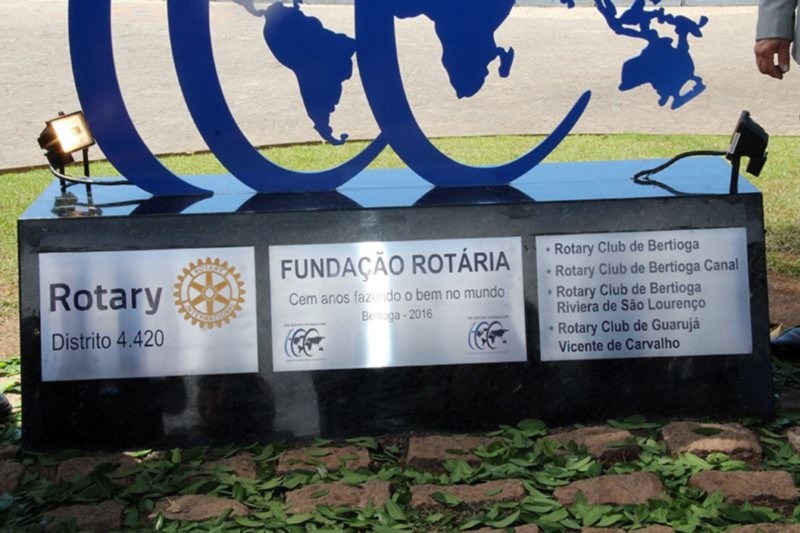 Rotary
Distrito 4.420
ROTARY
INTERNATIONAL
FUNDAÇÃO ROTÁRIA
Cem anos fazendo o bem no mundo
Bertioga - 2016
• Rotary Club de Bertioga
• Rotary Club de Bertioga Canal
• Rotary Club de Bertioga
Riviera de São Lourenço
• Rotary Club de Guarujá
Vicente de Carvalho